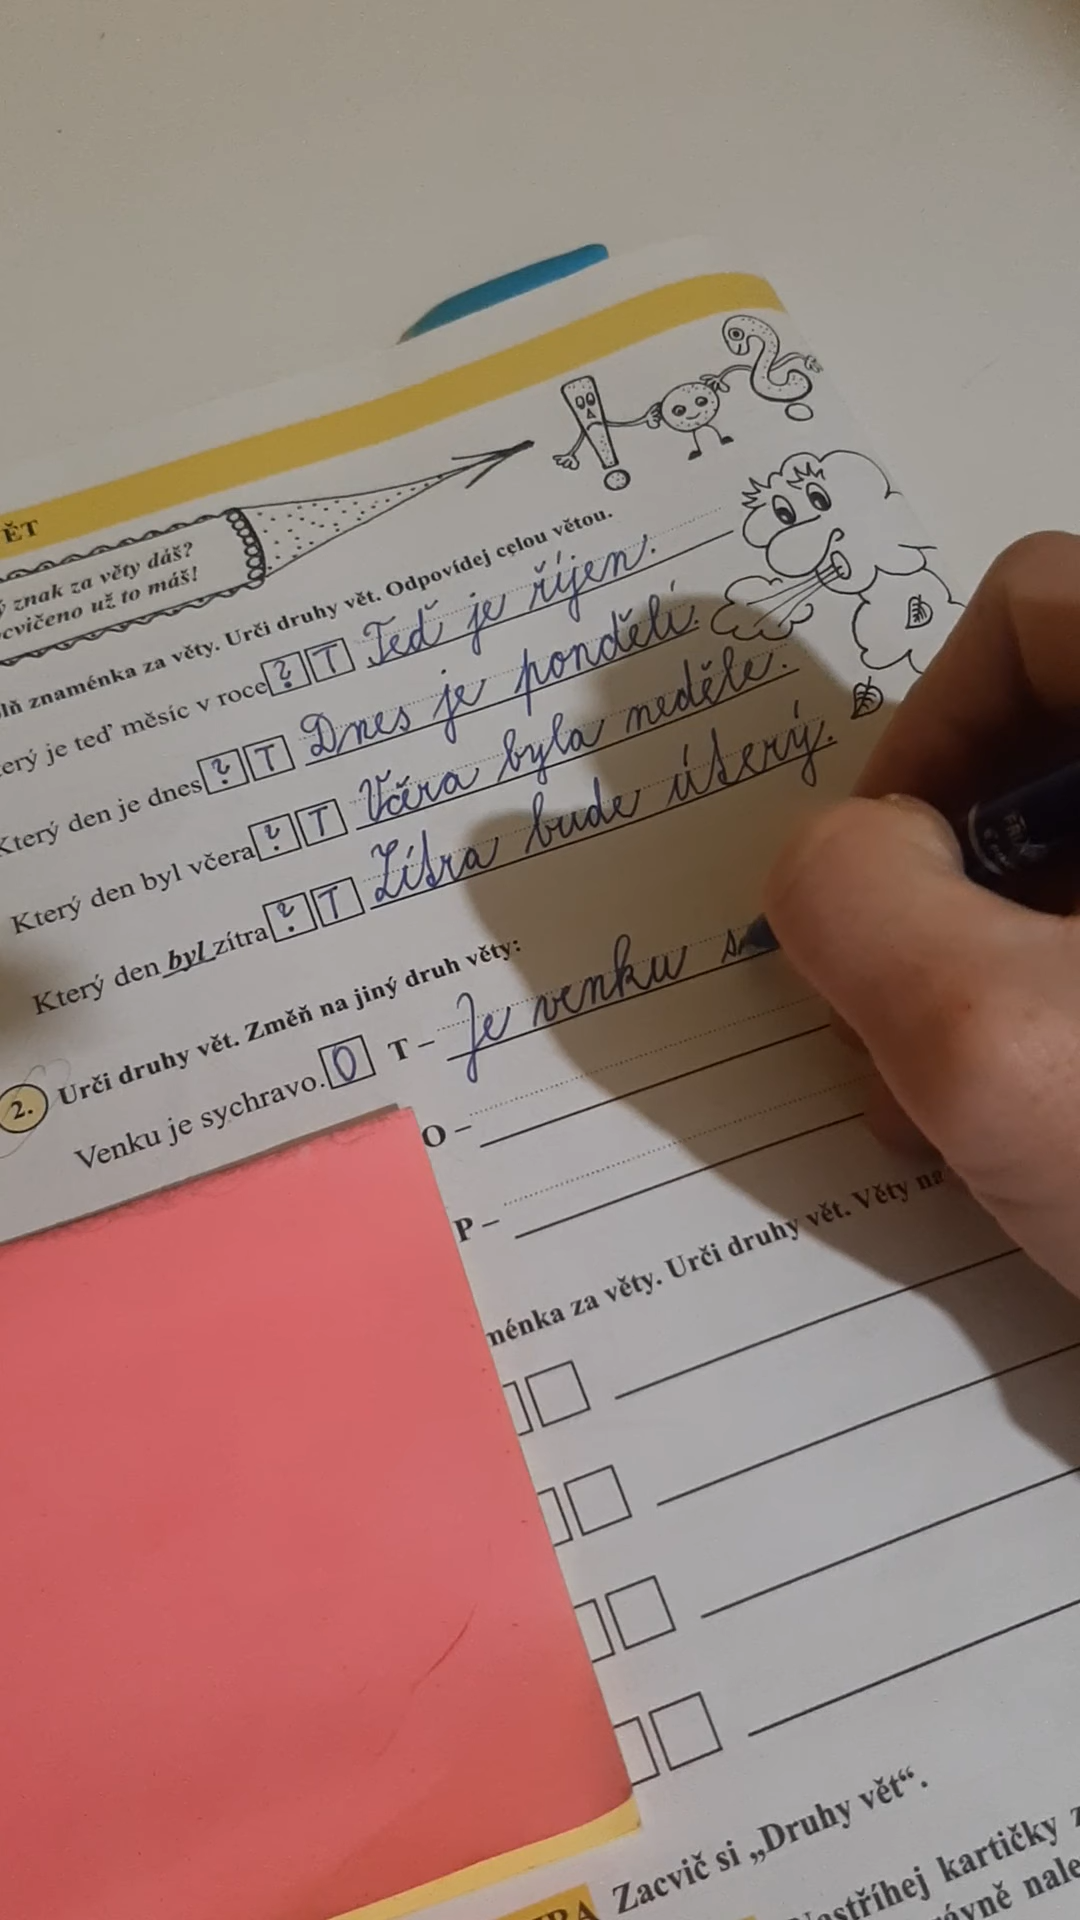 ĚT
znak za věty dáš?
cvičeno už to máš!
znaménka za věty. Urči druhy vět. Odpovídej celou větou.
je teď měsíc v roce ? T Teď je říjen.
Který den je dnes ? T Dnes je pondělí.
Který den byl včera ? T Včera byla neděle.
Který den byl zítra ? T Zítra bude úterý.
2. Urči druhy vět. Změň na jiný druh věty:
Venku je sychravo. O T – Je venku s
O –
P –
ménka za věty. Urči druhy vět. Věty na
Zacvič si „Druhy vět“.
kartičky